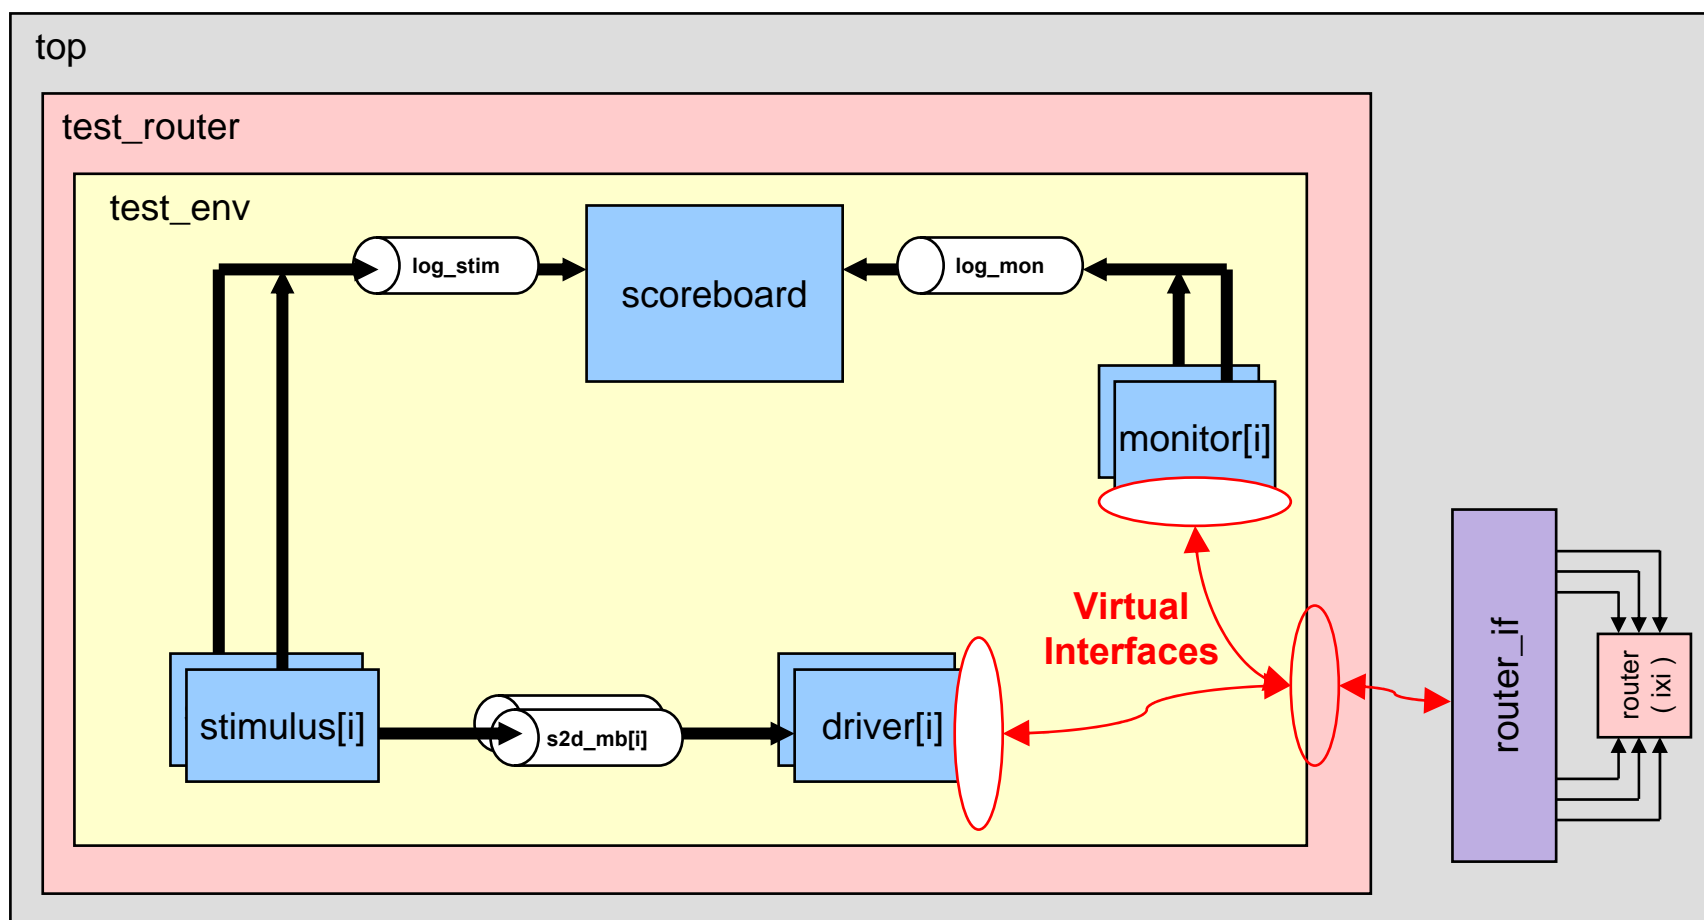 top
test_router
test_env
log_stim
scoreboard
log_mon
monitor[i]
Virtual
Interfaces
stimulus[i]
s2d_mb[i]
driver[i]
router_if
router
( ixi )